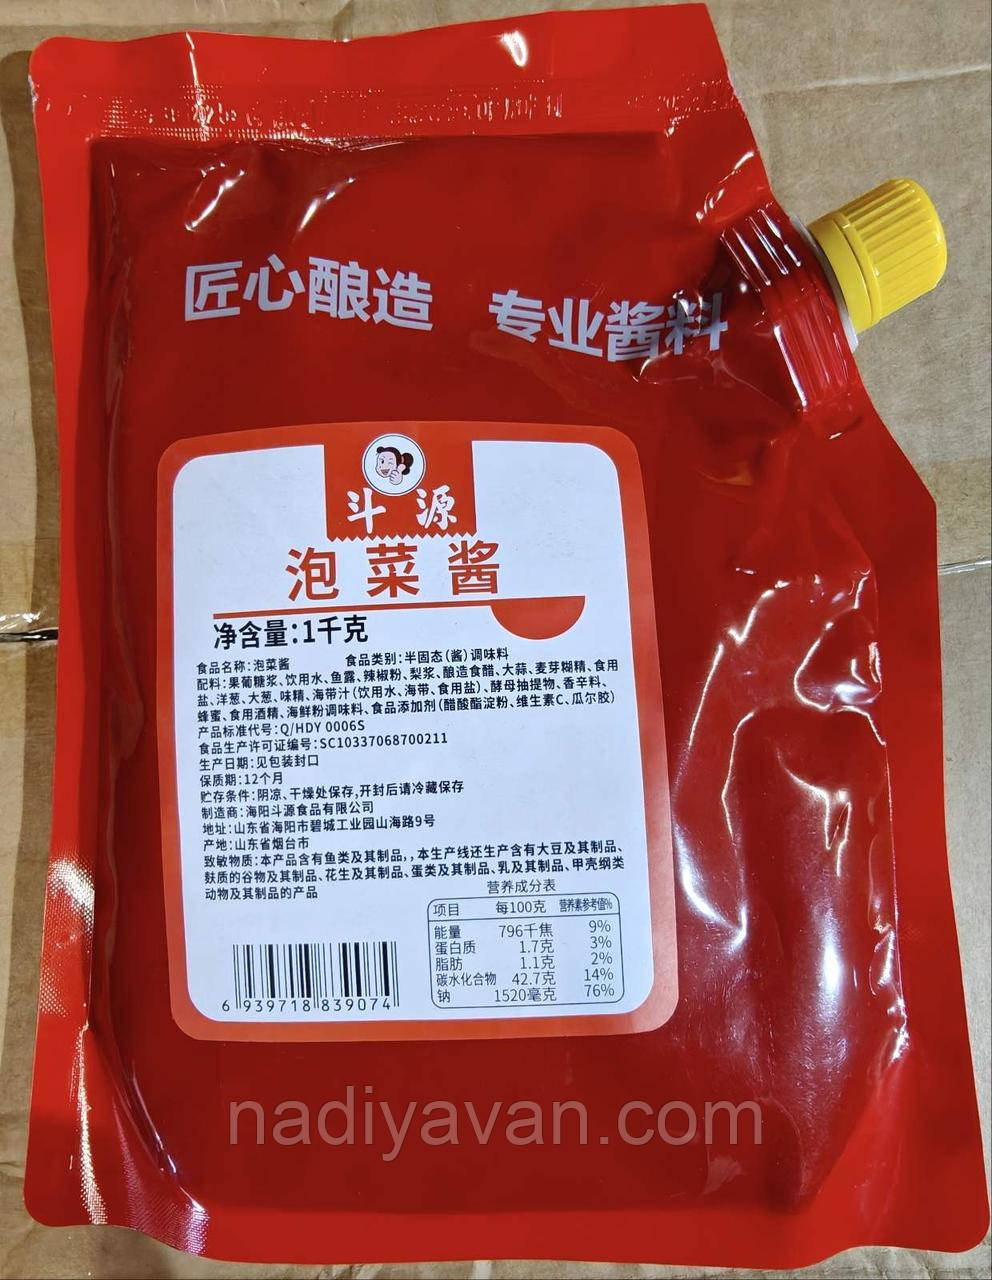 匠心酿造 专业酱料
斗源
泡菜酱
净含量:1千克
食品名称:泡菜酱 食品类别:半固态(酱)调味料
配料:果葡糖浆、饮用水、鱼露、辣椒粉、梨浆、酿造食醋、大蒜、麦芽糊精、食用
盐、洋葱、大葱、味精、海带汁(饮用水、海带、食用盐)、酵母抽提物、香辛料、
蜂蜜、食用酒精、海鲜粉调味料、食品添加剂(醋酸酯淀粉、维生素C、瓜尔胶)
产品标准代号:Q/HDY 0006S
食品生产许可证编号:SC10337068700211
生产日期:见包装封口
保质期:12个月
贮存条件:阴凉、干燥处保存,开封后请冷藏保存
制造商:海阳斗源食品有限公司
地址:山东省海阳市碧城工业园山海路9号
产地:山东省烟台市
致敏物质:本产品含有鱼类及其制品,,本生产线还生产含有大豆及其制品、
麸质的谷物及其制品、花生及其制品、蛋类及其制品、乳及其制品、甲壳纲类
动物及其制品的产品
营养成分表
项目 每100克 营养素参考值%
能量 796千焦 9%
蛋白质 1.7克 3%
脂肪 1.1克 2%
碳水化合物 42.7克 14%
钠 1520毫克 76%
6 939718 839074
nadiyavan.com